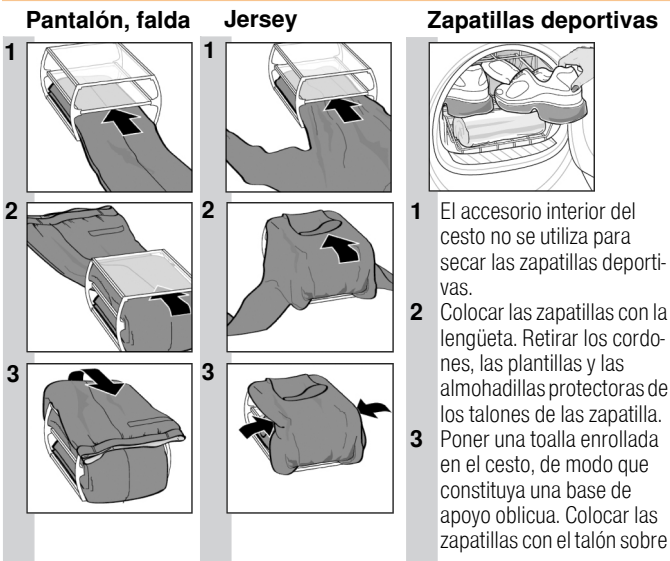 Pantalón, falda
1
2
3
Jersey
1
2
3
Zapatillas deportivas
1 El accesorio interior del
cesto no se utiliza para
secar las zapatillas deporti-
vas.
2 Colocar las zapatillas con la
lengüeta. Retirar los cordo-
nes, las plantillas y las
almohadillas protectoras de
los talones de las zapatilla.
3 Poner una toalla enrollada
en el cesto, de modo que
constituya una base de
apoyo oblicua. Colocar las
zapatillas con el talón sobre